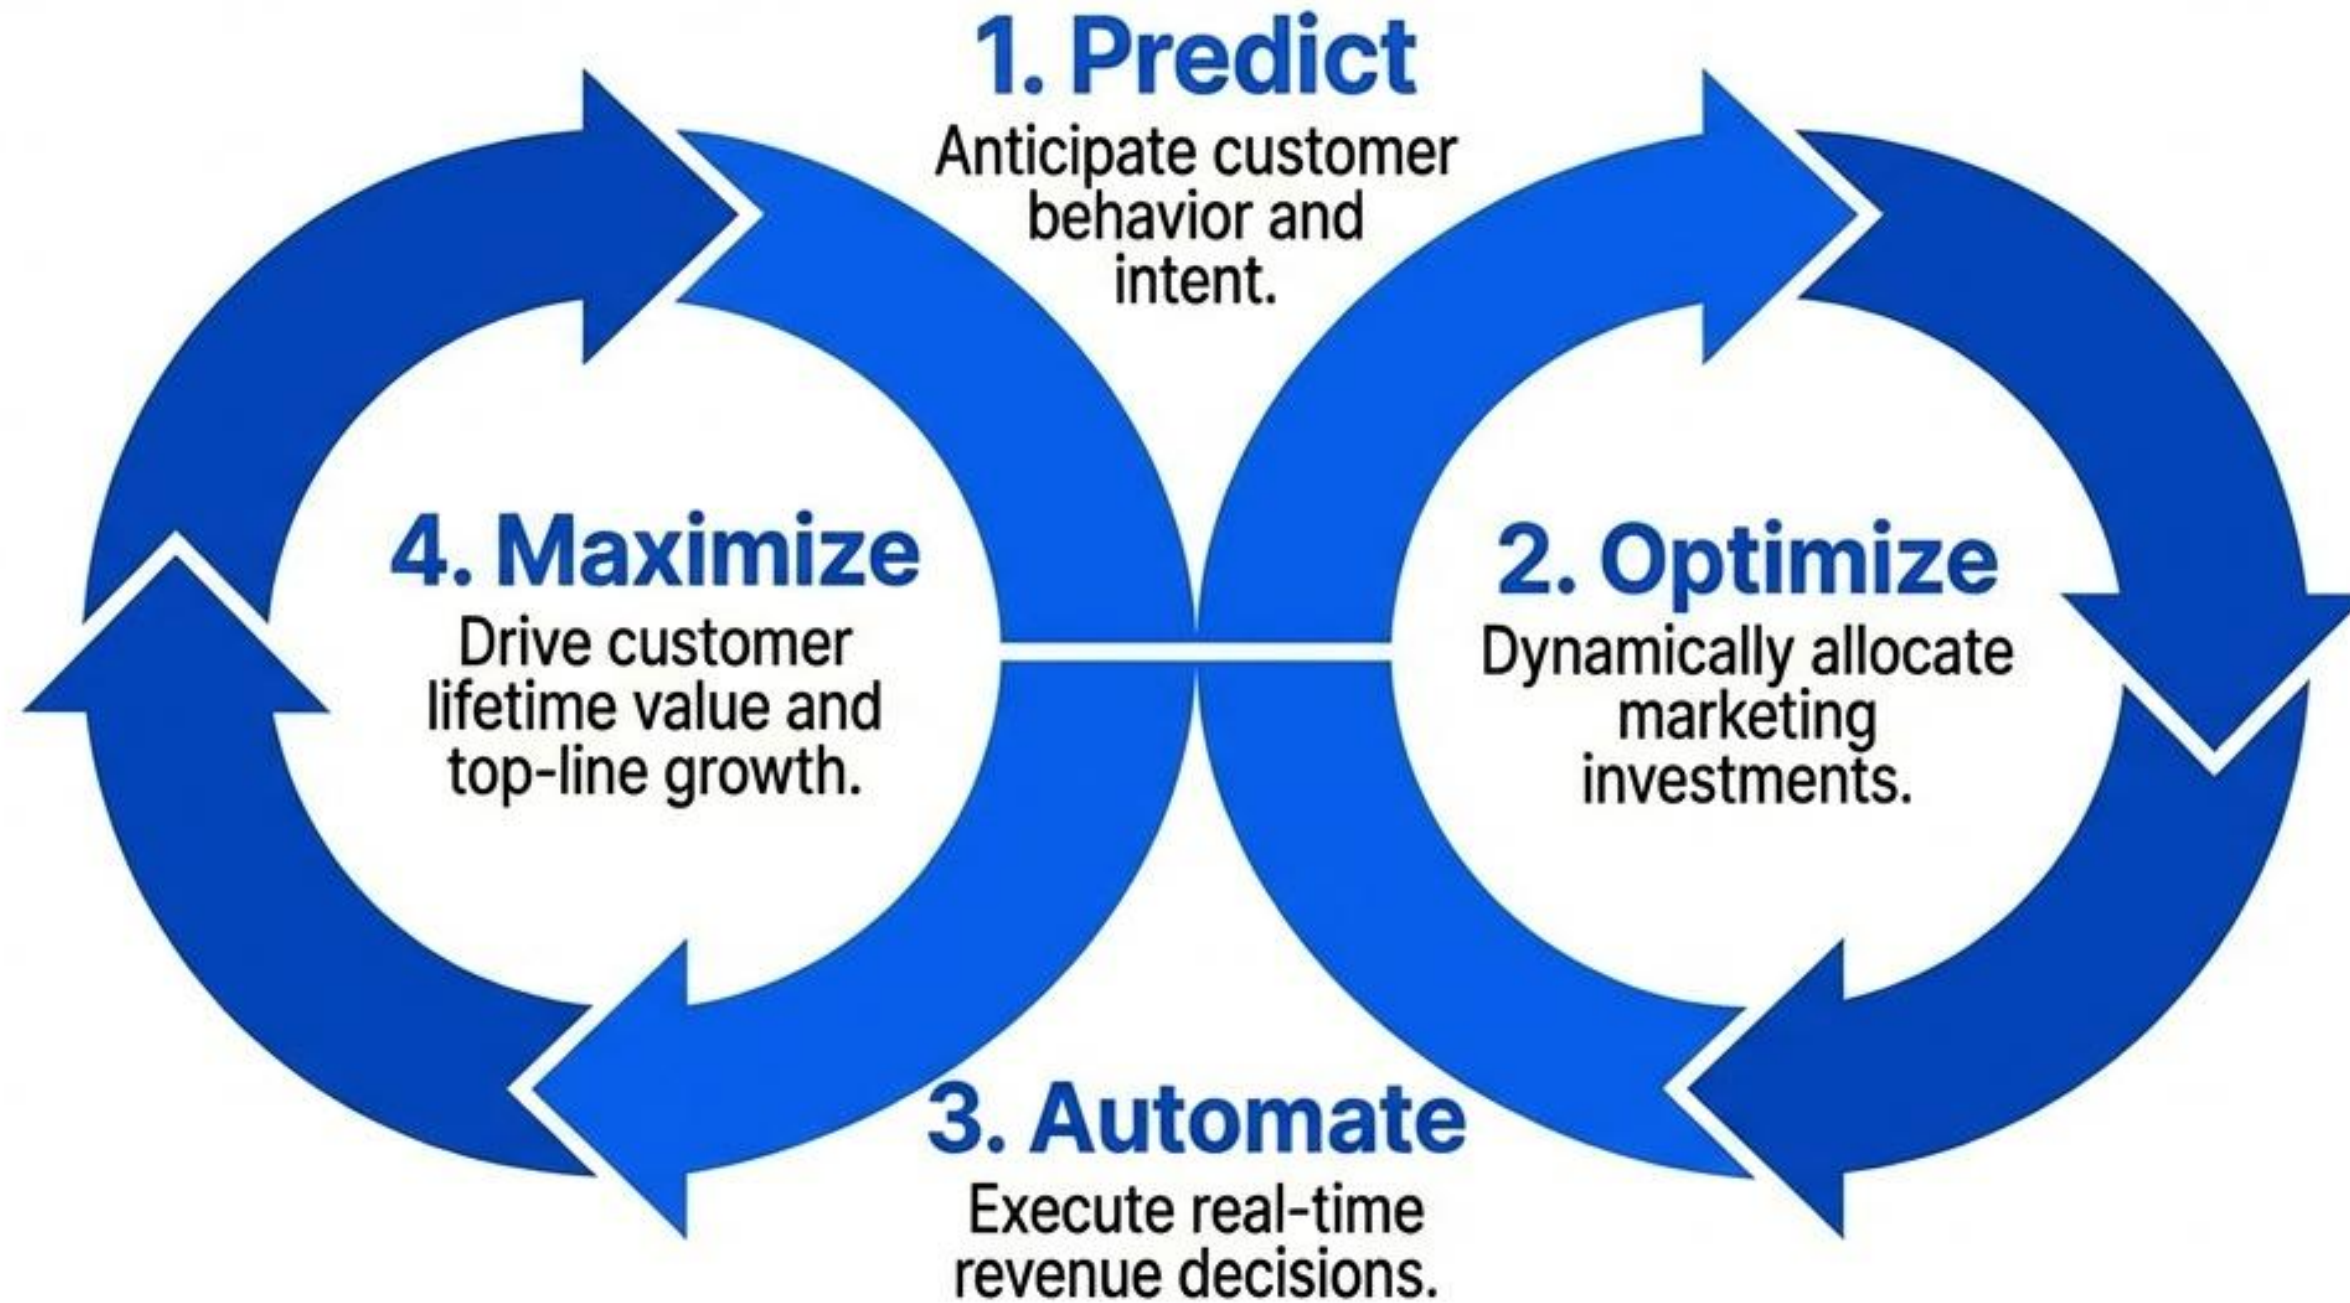 1. Predict
Anticipate customer
behavior and
intent.
2. Optimize
Dynamically allocate
marketing
investments.
3. Automate
Execute real-time
revenue decisions.
4. Maximize
Drive customer
lifetime value and
top-line growth.